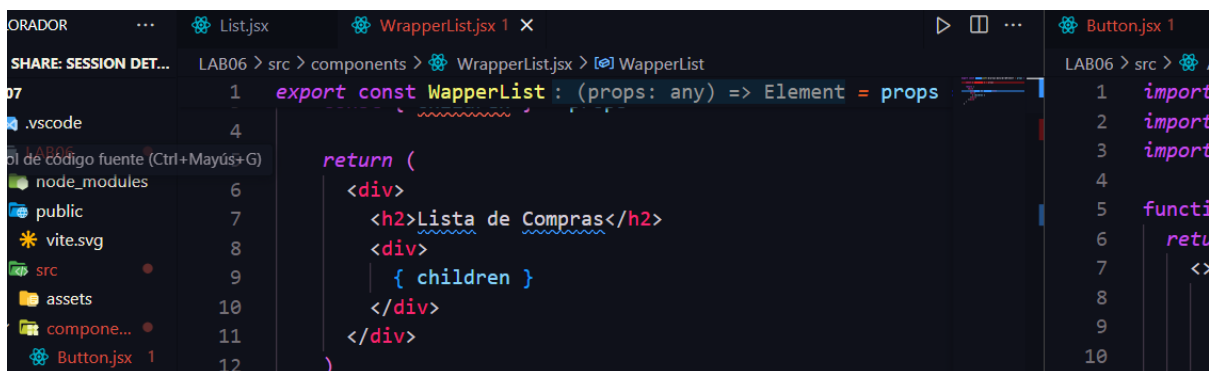 ORADOR ··· List.jsx WrapperList.jsx 1 Button.jsx 1
SHARE: SESSION DET... LAB06 > src > components > WrapperList.jsx > WapperList LAB06 > src >
07
1 export const WapperList : (props: any) => Element = props
1 import
.vscode
4
2 import
ol de código fuente (Ctrl+Mayús+G)
return (
3 import
node_modules
6 <div>
4
public
7 <h2>Lista de Compras</h2>
5 functi
vite.svg
8 <div>
6 retu
src
9 { children }
7 <>
assets
10 </div>
8
compone...
11 </div>
9
Button.jsx 1
12 )
10